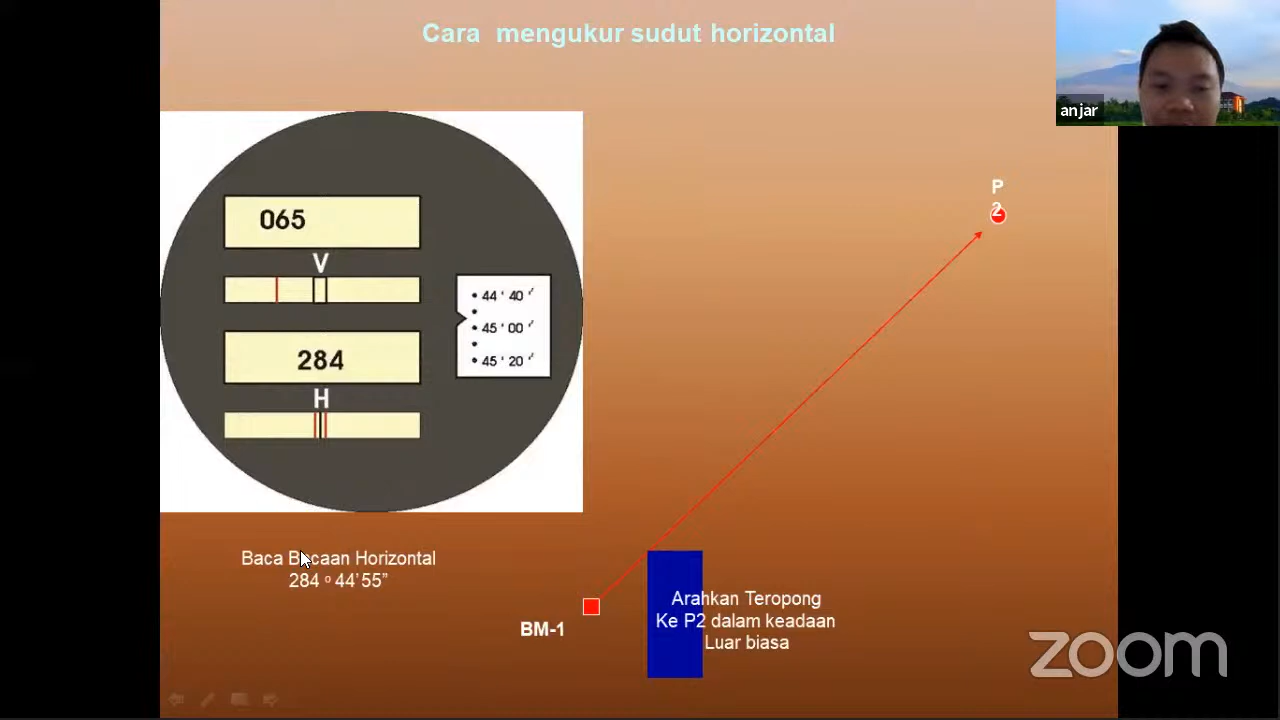 Cara mengukur sudut horizontal
anjar
P
2
065
V
44 ' 40 "
45 ' 00 "
45 ' 20 "
284
H
Baca Bacaan Horizontal
284 º 44’55”
Arahkan Teropong
Ke P2 dalam keadaan
Luar biasa
BM-1
zoom